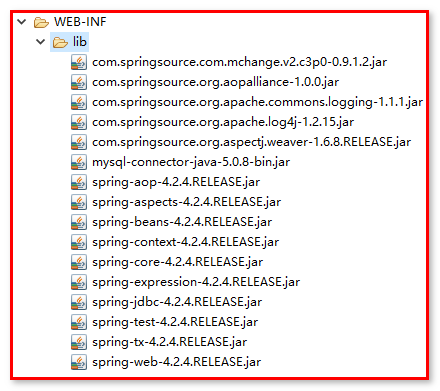 WEB-INF
lib
com.springsource.com.mchange.v2.c3p0-0.9.1.2.jar
com.springsource.org.aopalliance-1.0.0.jar
com.springsource.org.apache.commons.logging-1.1.1.jar
com.springsource.org.apache.log4j-1.2.15.jar
com.springsource.org.aspectj.weaver-1.6.8.RELEASE.jar
mysql-connector-java-5.0.8-bin.jar
spring-aop-4.2.4.RELEASE.jar
spring-aspects-4.2.4.RELEASE.jar
spring-beans-4.2.4.RELEASE.jar
spring-context-4.2.4.RELEASE.jar
spring-core-4.2.4.RELEASE.jar
spring-expression-4.2.4.RELEASE.jar
spring-jdbc-4.2.4.RELEASE.jar
spring-test-4.2.4.RELEASE.jar
spring-tx-4.2.4.RELEASE.jar
spring-web-4.2.4.RELEASE.jar